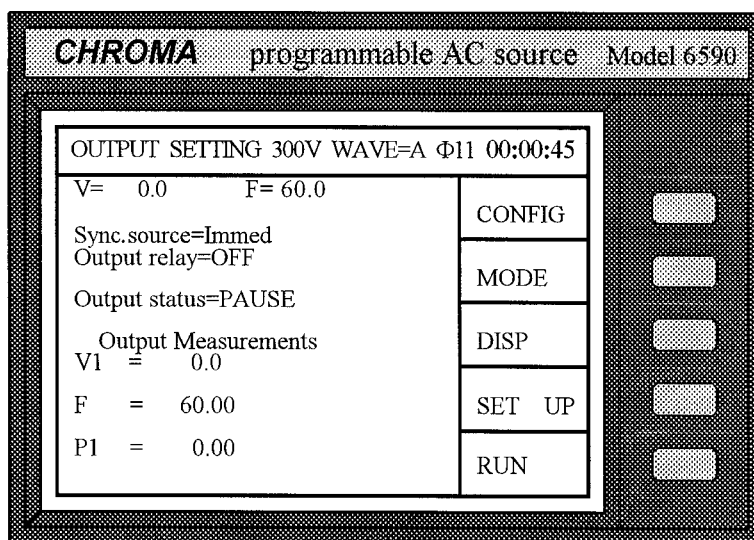 CHROMA programmable AC source Model 6590
OUTPUT SETTING 300V WAVE=A Φ11 00:00:45
V= 0.0 F= 60.0
Sync.source=Immed
Output relay=OFF
Output status=PAUSE
Output Measurements
V1 = 0.0
F = 60.00
P1 = 0.00
CONFIG
MODE
DISP
SET UP
RUN